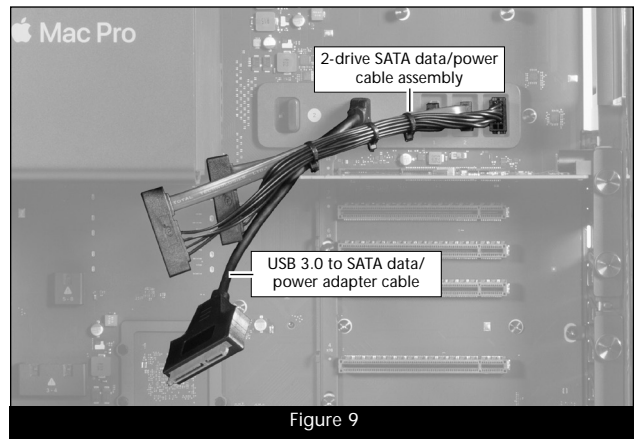 Mac Pro
2-drive SATA data/power
cable assembly
USB 3.0 to SATA data/
power adapter cable
Figure 9